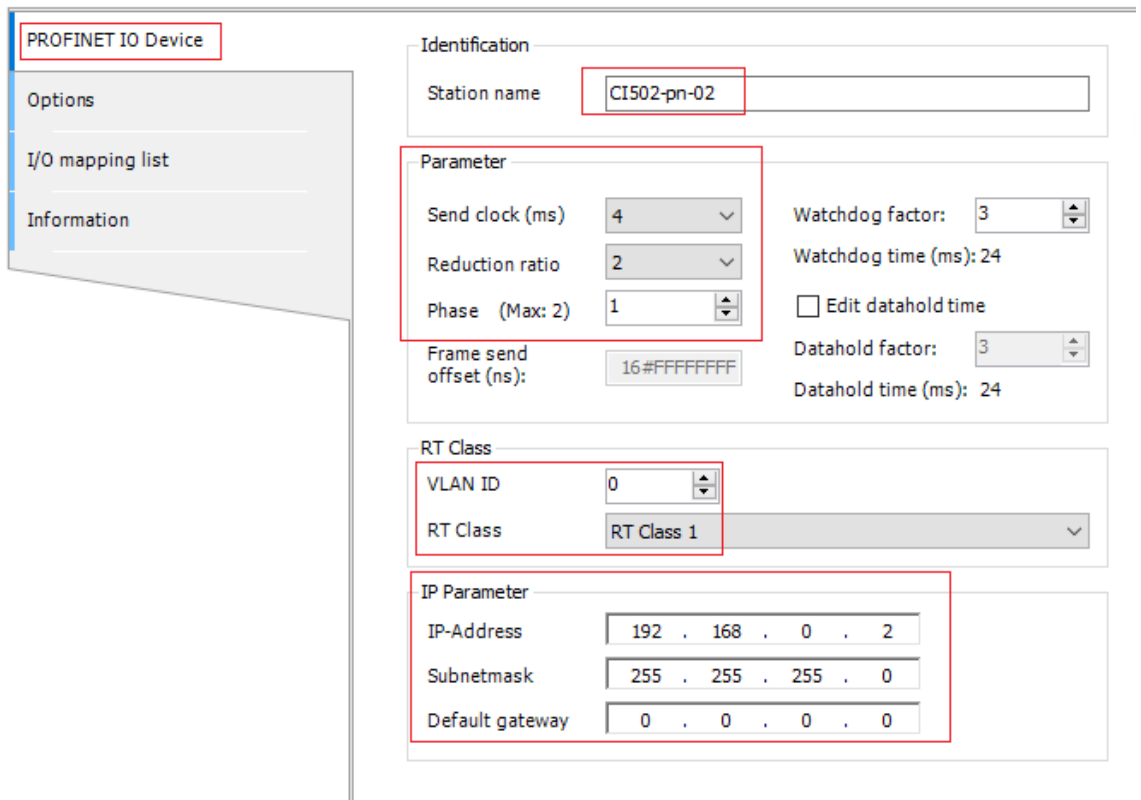 PROFINET IO Device
Options
I/O mapping list
Information
Identification
Station name CI502-pn-02
Parameter
Send clock (ms) 4 Watchdog factor: 3
Reduction ratio 2 Watchdog time (ms): 24
Phase (Max: 2) 1 Edit datahold time
Frame send offset (ns): 16#FFFFFFFF Datahold factor: 3
Datahold time (ms): 24
RT Class
VLAN ID 0
RT Class RT Class 1
IP Parameter
IP-Address 192 . 168 . 0 . 2
Subnetmask 255 . 255 . 255 . 0
Default gateway 0 . 0 . 0 . 0